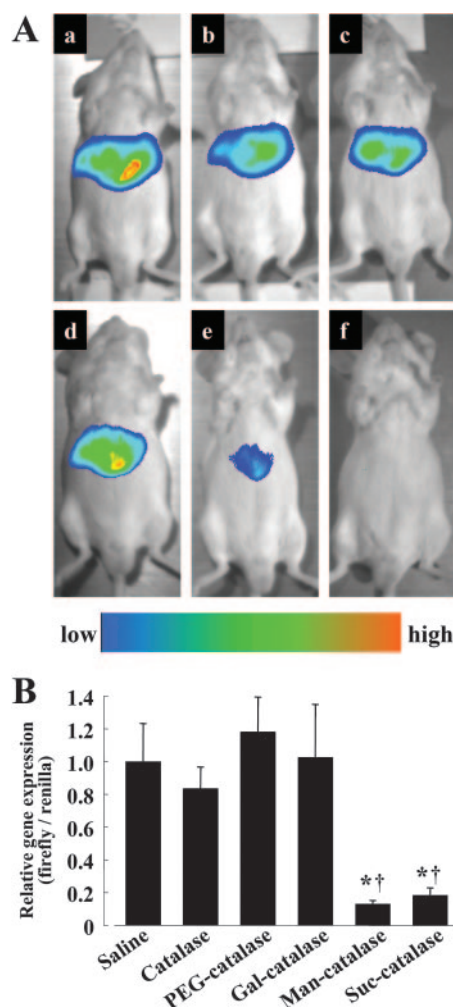 A
a
b
c
d
e
f
low
high
B
Relative gene expression
(firefly / renilla)
1.4
1.2
1.0
0.8
0.6
0.4
0.2
0
*†
*†
Saline
Catalase
PEG-catalase
Gal-catalase
Man-catalase
Suc-catalase